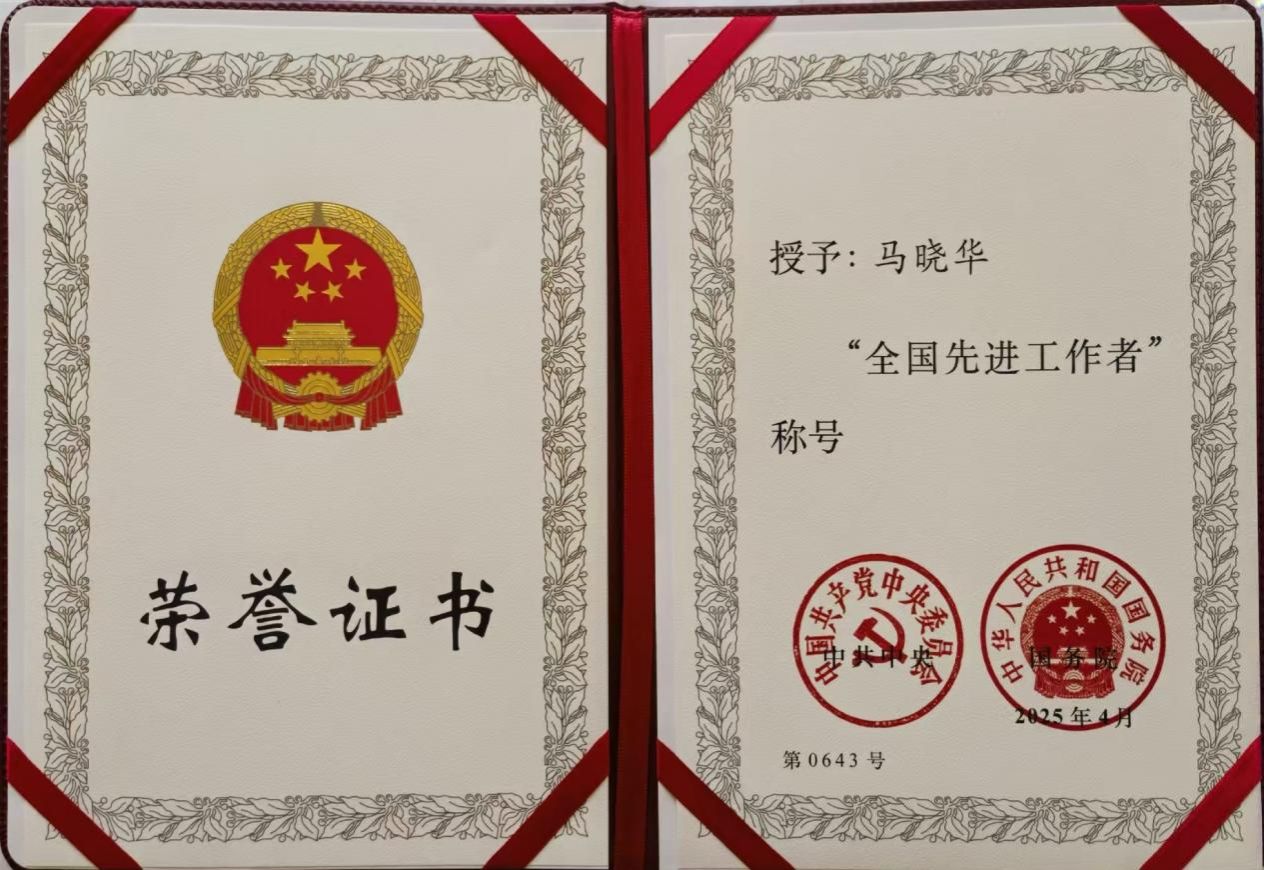 荣誉证书
授予：马晓华
“全国先进工作者”
称号
中国共产党中央委员会
中共中央
中华人民共和国国务院
国务院
2025年4月
第0643号